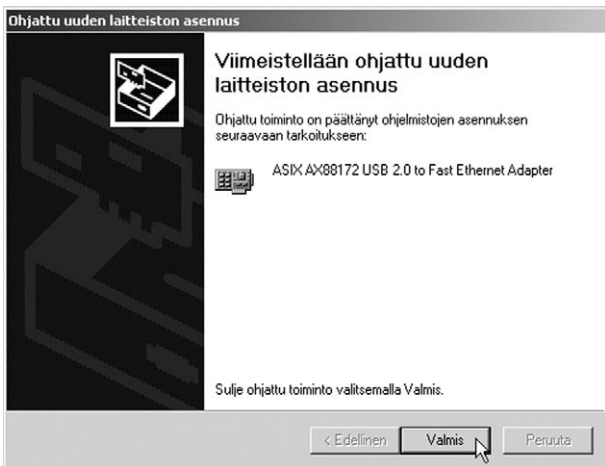 Ohjattu uuden laitteiston asennus
Viimeistellään ohjattu uuden
laitteiston asennus
Ohjattu toiminto on päättänyt ohjelmistojen asennuksen
seuraavaan tarkoitukseen:
ASIX AX88172 USB 2.0 to Fast Ethernet Adapter
Sulje ohjattu toiminto valitsemalla Valmis.
< Edellinen
Valmis
Peruuta